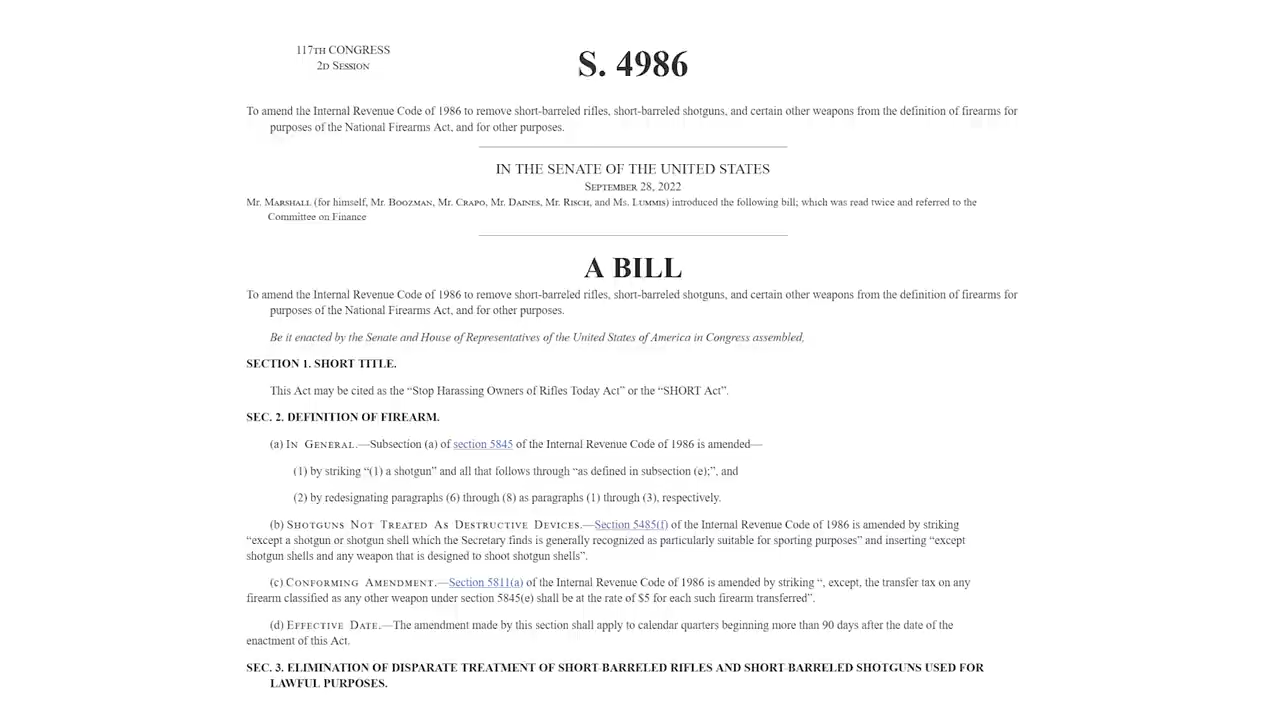 117TH CONGRESS
2D SESSION
S. 4986
To amend the Internal Revenue Code of 1986 to remove short-barreled rifles, short-barreled shotguns, and certain other weapons from the definition of firearms for
purposes of the National Firearms Act, and for other purposes.
IN THE SENATE OF THE UNITED STATES
SEPTEMBER 28, 2022
Mr. MARSHALL (for himself, Mr. BOOZMAN, Mr. CRAPO, Mr. DAINES, Mr. RISCH, and Ms. LUMMIS) introduced the following bill; which was read twice and referred to the
Committee on Finance
A BILL
To amend the Internal Revenue Code of 1986 to remove short-barreled rifles, short-barreled shotguns, and certain other weapons from the definition of firearms for
purposes of the National Firearms Act, and for other purposes.
Be it enacted by the Senate and House of Representatives of the United States of America in Congress assembled,
SECTION 1. SHORT TITLE.
This Act may be cited as the “Stop Harassing Owners of Rifles Today Act” or the “SHORT Act”.
SEC. 2. DEFINITION OF FIREARM.
(a) IN GENERAL.—Subsection (a) of section 5845 of the Internal Revenue Code of 1986 is amended—
(1) by striking “(1) a shotgun” and all that follows through “as defined in subsection (e);”, and
(2) by redesignating paragraphs (6) through (8) as paragraphs (1) through (3), respectively.
(b) SHOTGUNS NOT TREATED AS DESTRUCTIVE DEVICES.—Section 5485(f) of the Internal Revenue Code of 1986 is amended by striking
“except a shotgun or shotgun shell which the Secretary finds is generally recognized as particularly suitable for sporting purposes” and inserting “except
shotgun shells and any weapon that is designed to shoot shotgun shells”.
(c) CONFORMING AMENDMENT.—Section 5811(a) of the Internal Revenue Code of 1986 is amended by striking “, except, the transfer tax on any
firearm classified as any other weapon under section 5845(e) shall be at the rate of $5 for each such firearm transferred”.
(d) EFFECTIVE DATE.—The amendment made by this section shall apply to calendar quarters beginning more than 90 days after the date of the
enactment of this Act.
SEC. 3. ELIMINATION OF DISPARATE TREATMENT OF SHORT-BARRELED RIFLES AND SHORT-BARRELED SHOTGUNS USED FOR
LAWFUL PURPOSES.